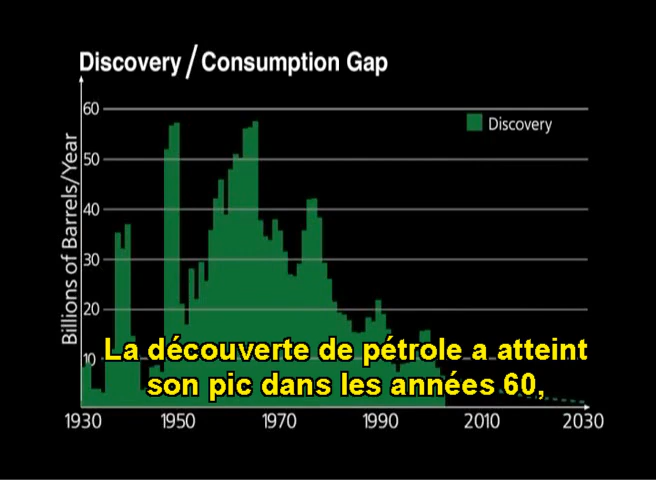 Discovery / Consumption Gap
Discovery
Billions of Barrels/Year
60
50
40
30
20
10
La découverte de pétrole a atteint
son pic dans les années 60,
1930 1950 1970 1990 2010 2030